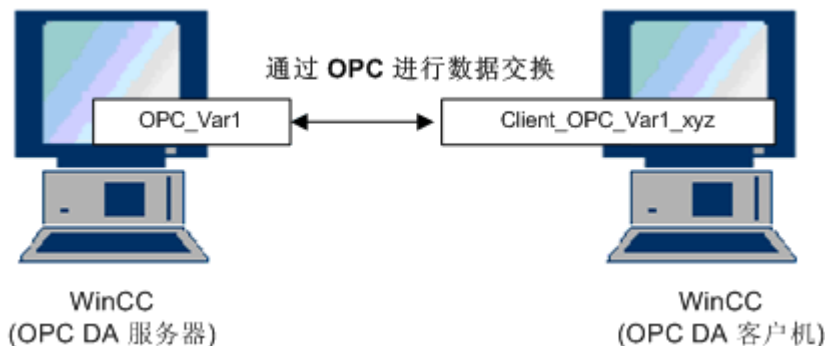 通过 OPC 进行数据交换
OPC_Var1
Client_OPC_Var1_xyz
WinCC
(OPC DA 服务器)
WinCC
(OPC DA 客户机)